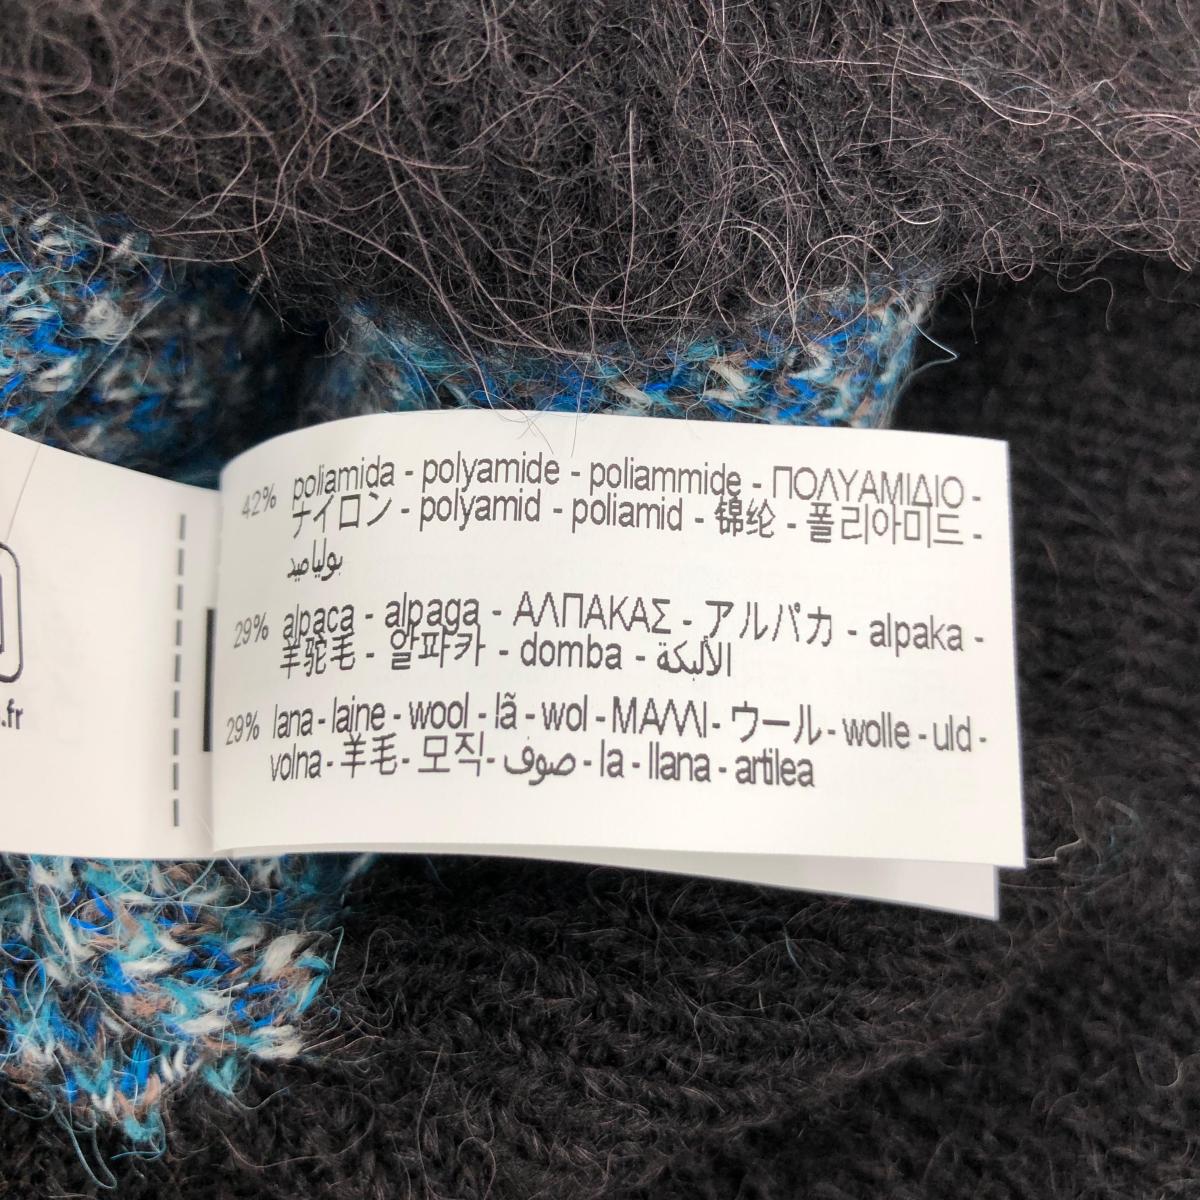 42% poliamida - polyamide - poliammide - ΠΟΛΥΑΜΙΔΙΟ -
ナイロン - polyamid - poliamid - 锦纶 - 폴리아미드 -
بولياميد
29% alpaca - alpaga - ΑΛΠΑΚΑΣ - アルパカ - alpaka -
羊驼毛 - 알파카 - domba - الألبكة
29% lana - laine - wool - lã - wol - ΜΑΛΛΙ - ウール - wolle - uld -
volna - 羊毛 - 모직 - صوف - la - llana - artilea
.fr